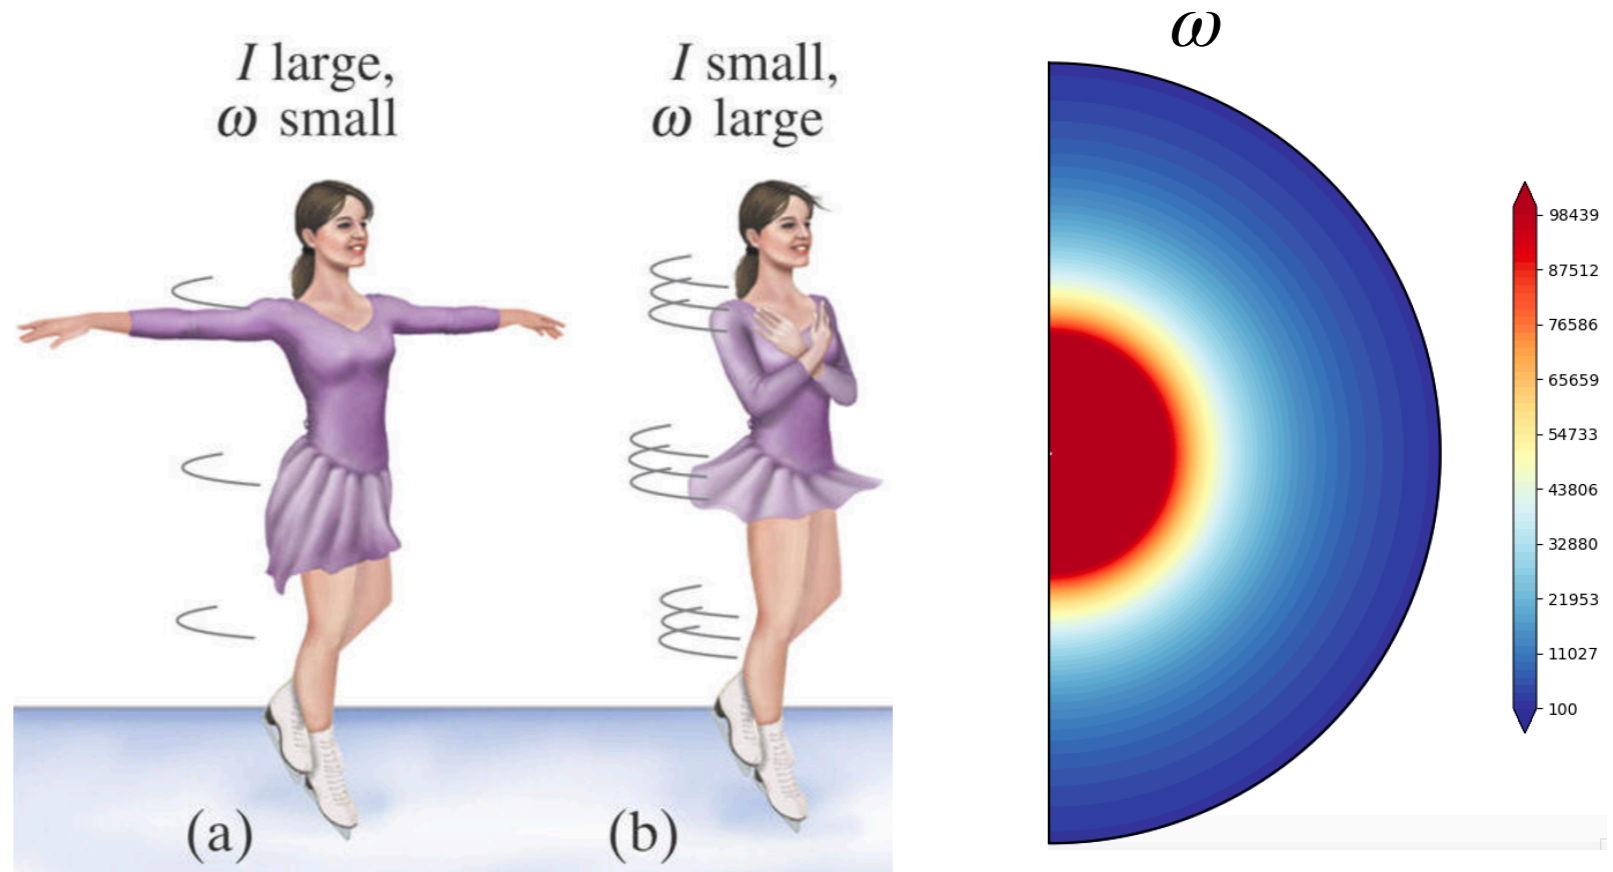 I large,
ω small
I small,
ω large
(a)
(b)
ω
98439
87512
76586
65659
54733
43806
32880
21953
11027
100